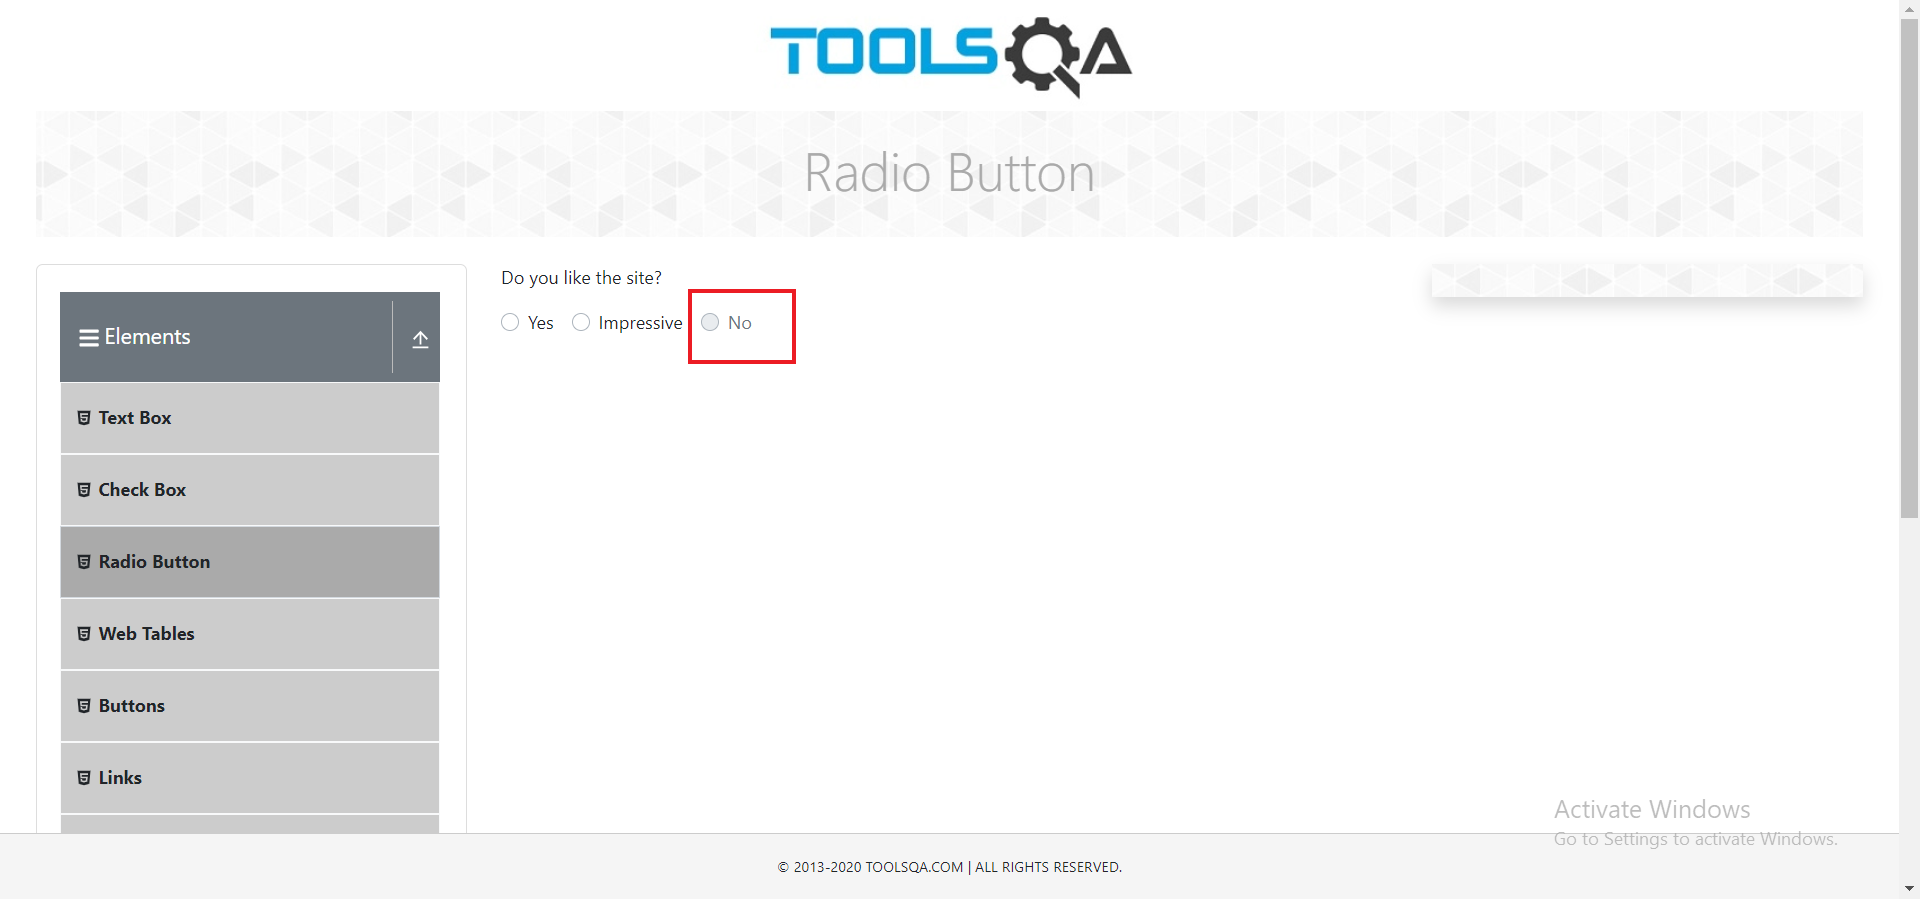 TOOLSQA
Radio Button
Elements
Text Box
Check Box
Radio Button
Web Tables
Buttons
Links
Do you like the site?
Yes Impressive No
Activate Windows
Go to Settings to activate Windows.
© 2013-2020 TOOLSQA.COM | ALL RIGHTS RESERVED.